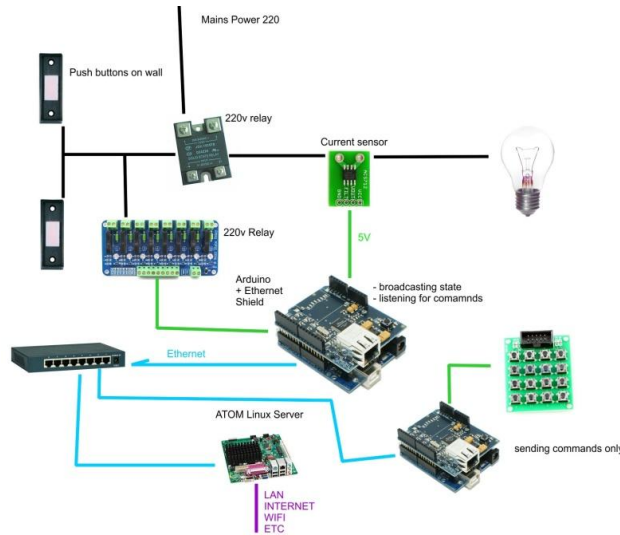 Mains Power 220
Push buttons on wall
220v relay
Current sensor
220v Relay
5V
Arduino
+ Ethernet
Shield
- broadcasting state
- listening for comamnds
Ethernet
ATOM Linux Server
sending commands only
LAN
INTERNET
WIFI
ETC